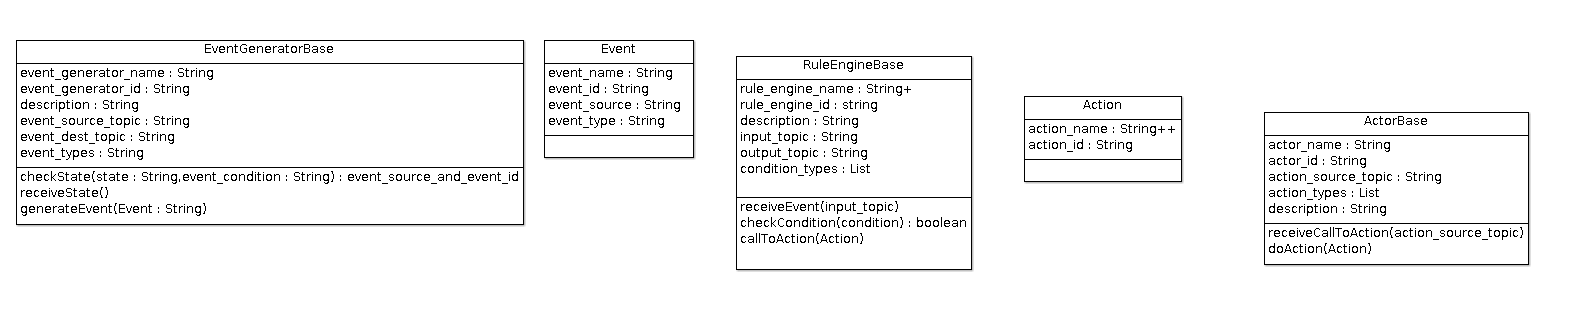 EventGeneratorBase
event_generator_name : String
event_generator_id : String
description : String
event_source_topic : String
event_dest_topic : String
event_types : String
checkState(state : String,event_condition : String) : event_source_and_event_id
receiveState()
generateEvent(Event : String)
Event
event_name : String
event_id : String
event_source : String
event_type : String
RuleEngineBase
rule_engine_name : String+
rule_engine_id : string
description : String
input_topic : String
output_topic : String
condition_types : List
receiveEvent(input_topic)
checkCondition(condition) : boolean
callToAction(Action)
Action
action_name : String++
action_id : String
ActorBase
actor_name : String
actor_id : String
action_source_topic : String
action_types : List
description : String
receiveCallToAction(action_source_topic)
doAction(Action)